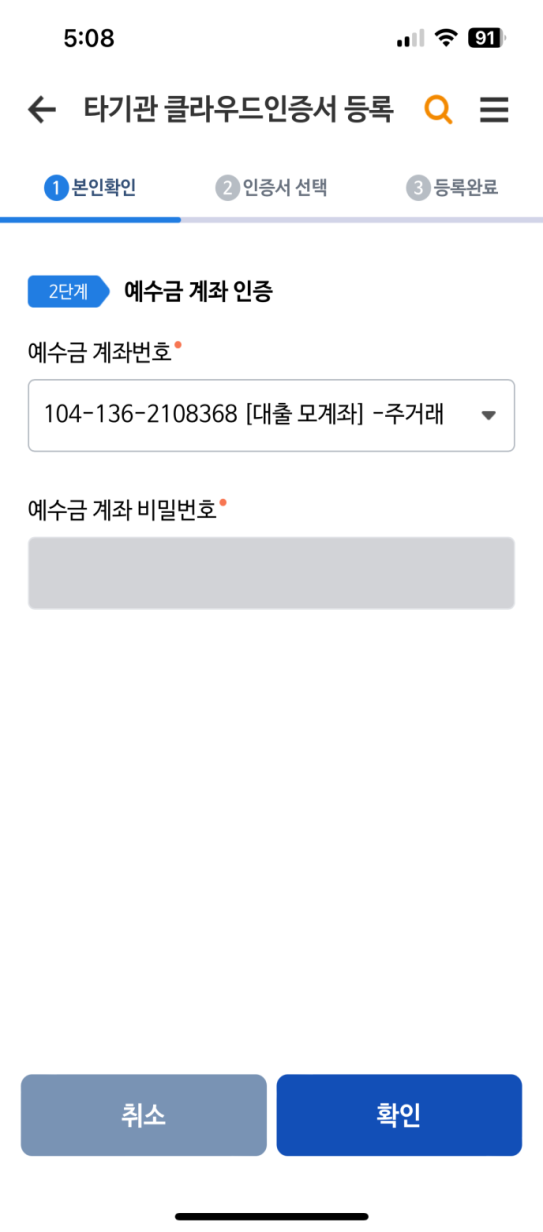 5:08
91
타기관 클라우드인증서 등록
1 본인확인 2 인증서 선택 3 등록완료
2단계 예수금 계좌 인증
예수금 계좌번호
104-136-2108368 [대출 모계좌] -주거래
예수금 계좌 비밀번호
취소 확인